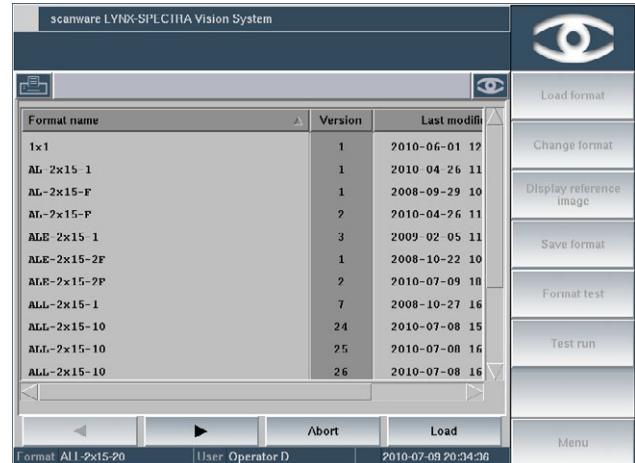 scanware LYNX-SPECTRA Vision System
Load format
Change format
Display reference
image
Save format
Format test
Test run
Menu
Format name Version Last modifi
1x1 1 2010-06-01 12
AL-2x15-1 1 2010-04-26 11
AL-2x15-F 1 2008-09-29 10
AL-2x15-F 2 2010-04-26 11
ALE-2x15-1 3 2009-02-05 11
ALE-2x15-2F 1 2008-10-22 10
ALE-2x15-2F 2 2010-07-09 18
ALL-2x15-1 7 2008-10-27 16
ALL-2x15-10 24 2010-07-08 15
ALL-2x15-10 25 2010-07-08 16
ALL-2x15-10 26 2010-07-08 16
Abort Load
Format ALL-2x15-20 User Operator D 2010-07-09 20:34:36